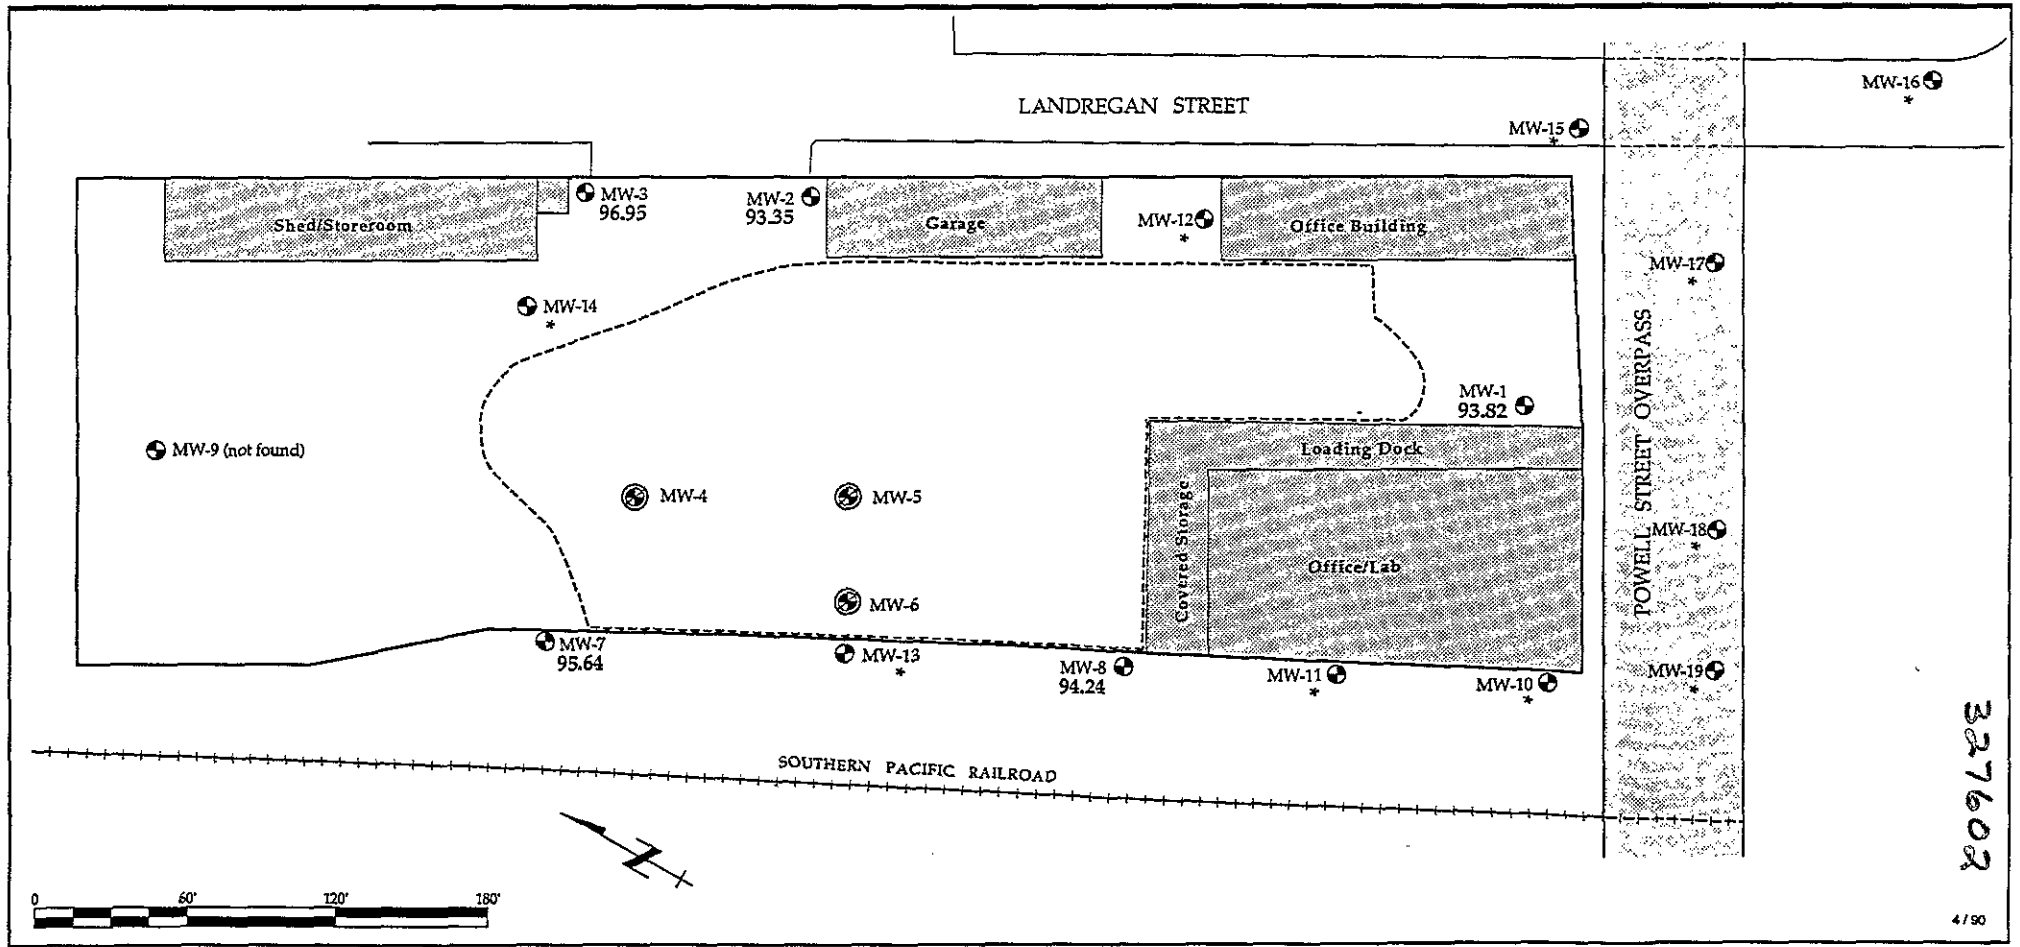 MW-16
*
LANDREGAN STREET
MW-15
*
MW-3
96.95
MW-2
93.35
Shed/Storeroom
Garage
MW-12
*
Office Building
MW-17
*
MW-14
*
POWELL STREET OVERPASS
MW-1
93.82
MW-9 (not found)
Loading Dock
MW-4
MW-5
Covered Storage
MW-18
*
Office/Lab
MW-6
MW-7
95.64
MW-13
*
MW-8
94.24
MW-11
*
MW-10
*
MW-19
*
SOUTHERN PACIFIC RAILROAD
N
327602
0 60' 120' 180'
4/90